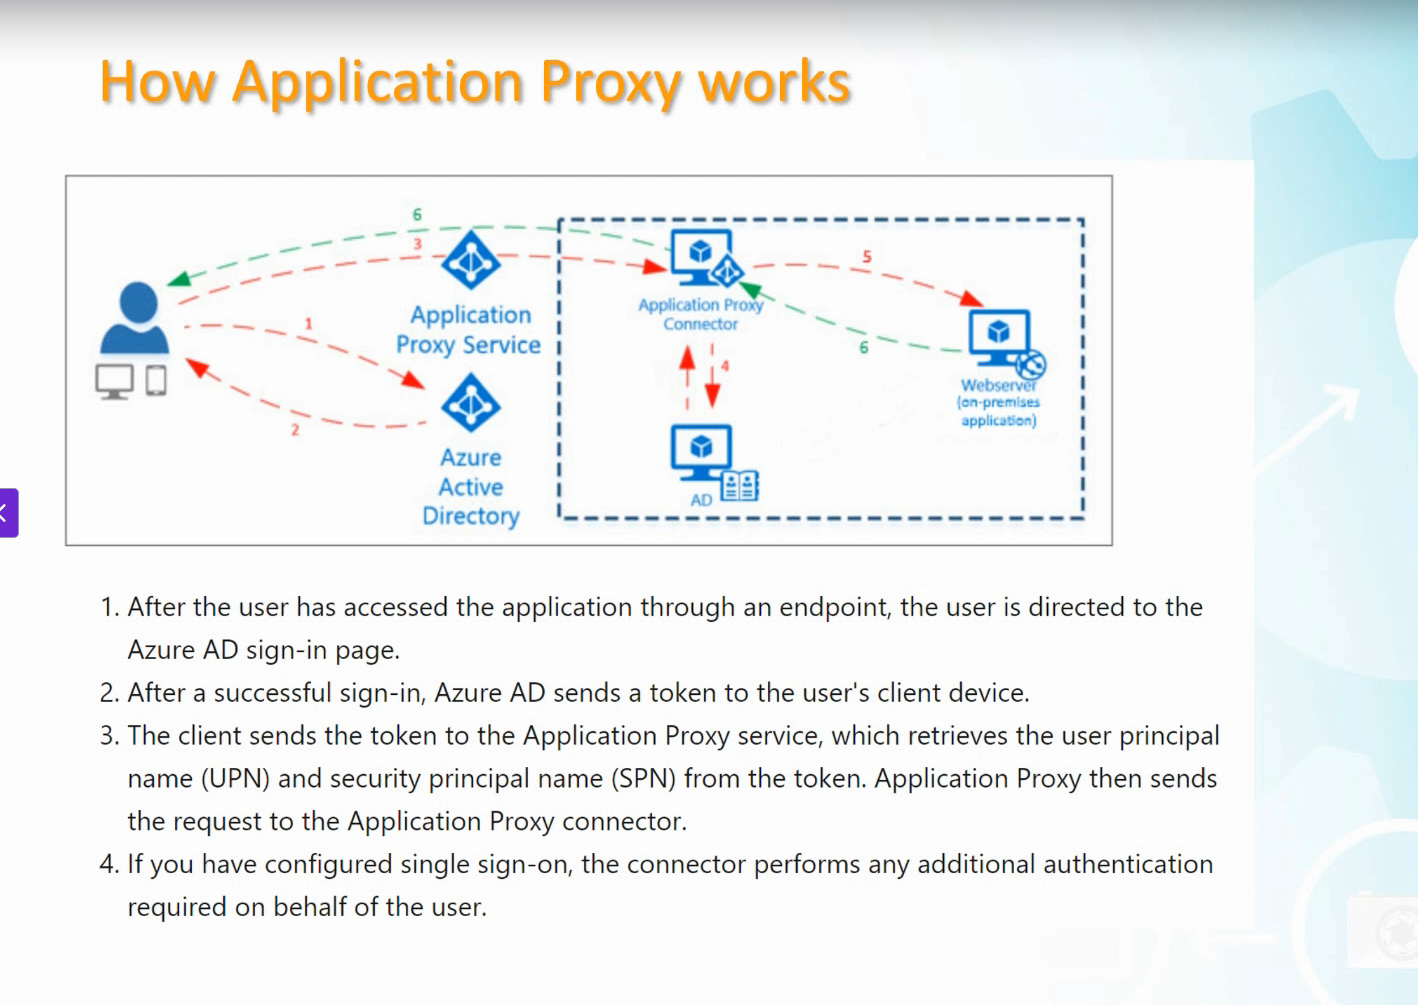 How Application Proxy works
6
3
5
Application
Proxy Service
Application Proxy
Connector
1
6
4
Webserver
(on-premises
application)
2
Azure
Active
Directory
AD
1. After the user has accessed the application through an endpoint, the user is directed to the
Azure AD sign-in page.
2. After a successful sign-in, Azure AD sends a token to the user's client device.
3. The client sends the token to the Application Proxy service, which retrieves the user principal
name (UPN) and security principal name (SPN) from the token. Application Proxy then sends
the request to the Application Proxy connector.
4. If you have configured single sign-on, the connector performs any additional authentication
required on behalf of the user.